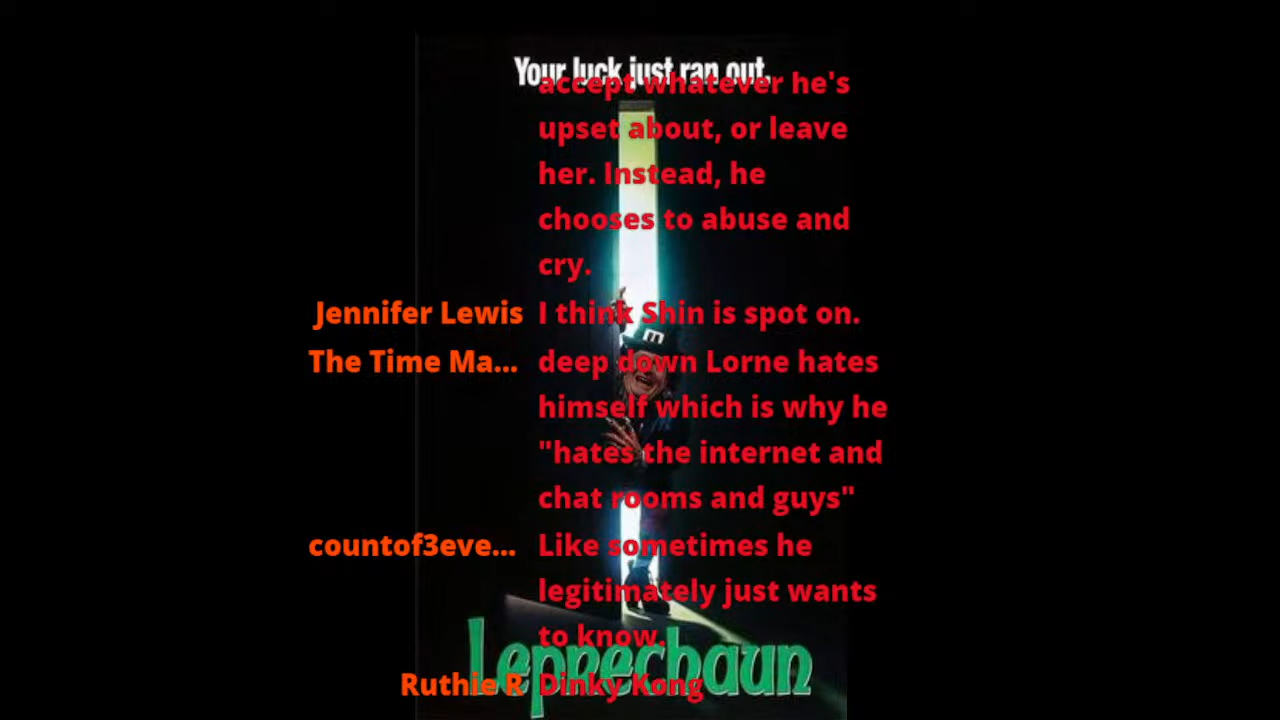 Your luck just ran out.
accept whatever he's
upset about, or leave
her. Instead, he
chooses to abuse and
cry.
Jennifer Lewis I think Shin is spot on.
The Time Ma... deep down Lorne hates
himself which is why he
"hates the internet and
chat rooms and guys"
countof3eve... Like sometimes he
legitimately just wants
to know.
Leprechaun
Ruthie R Dinky Kong